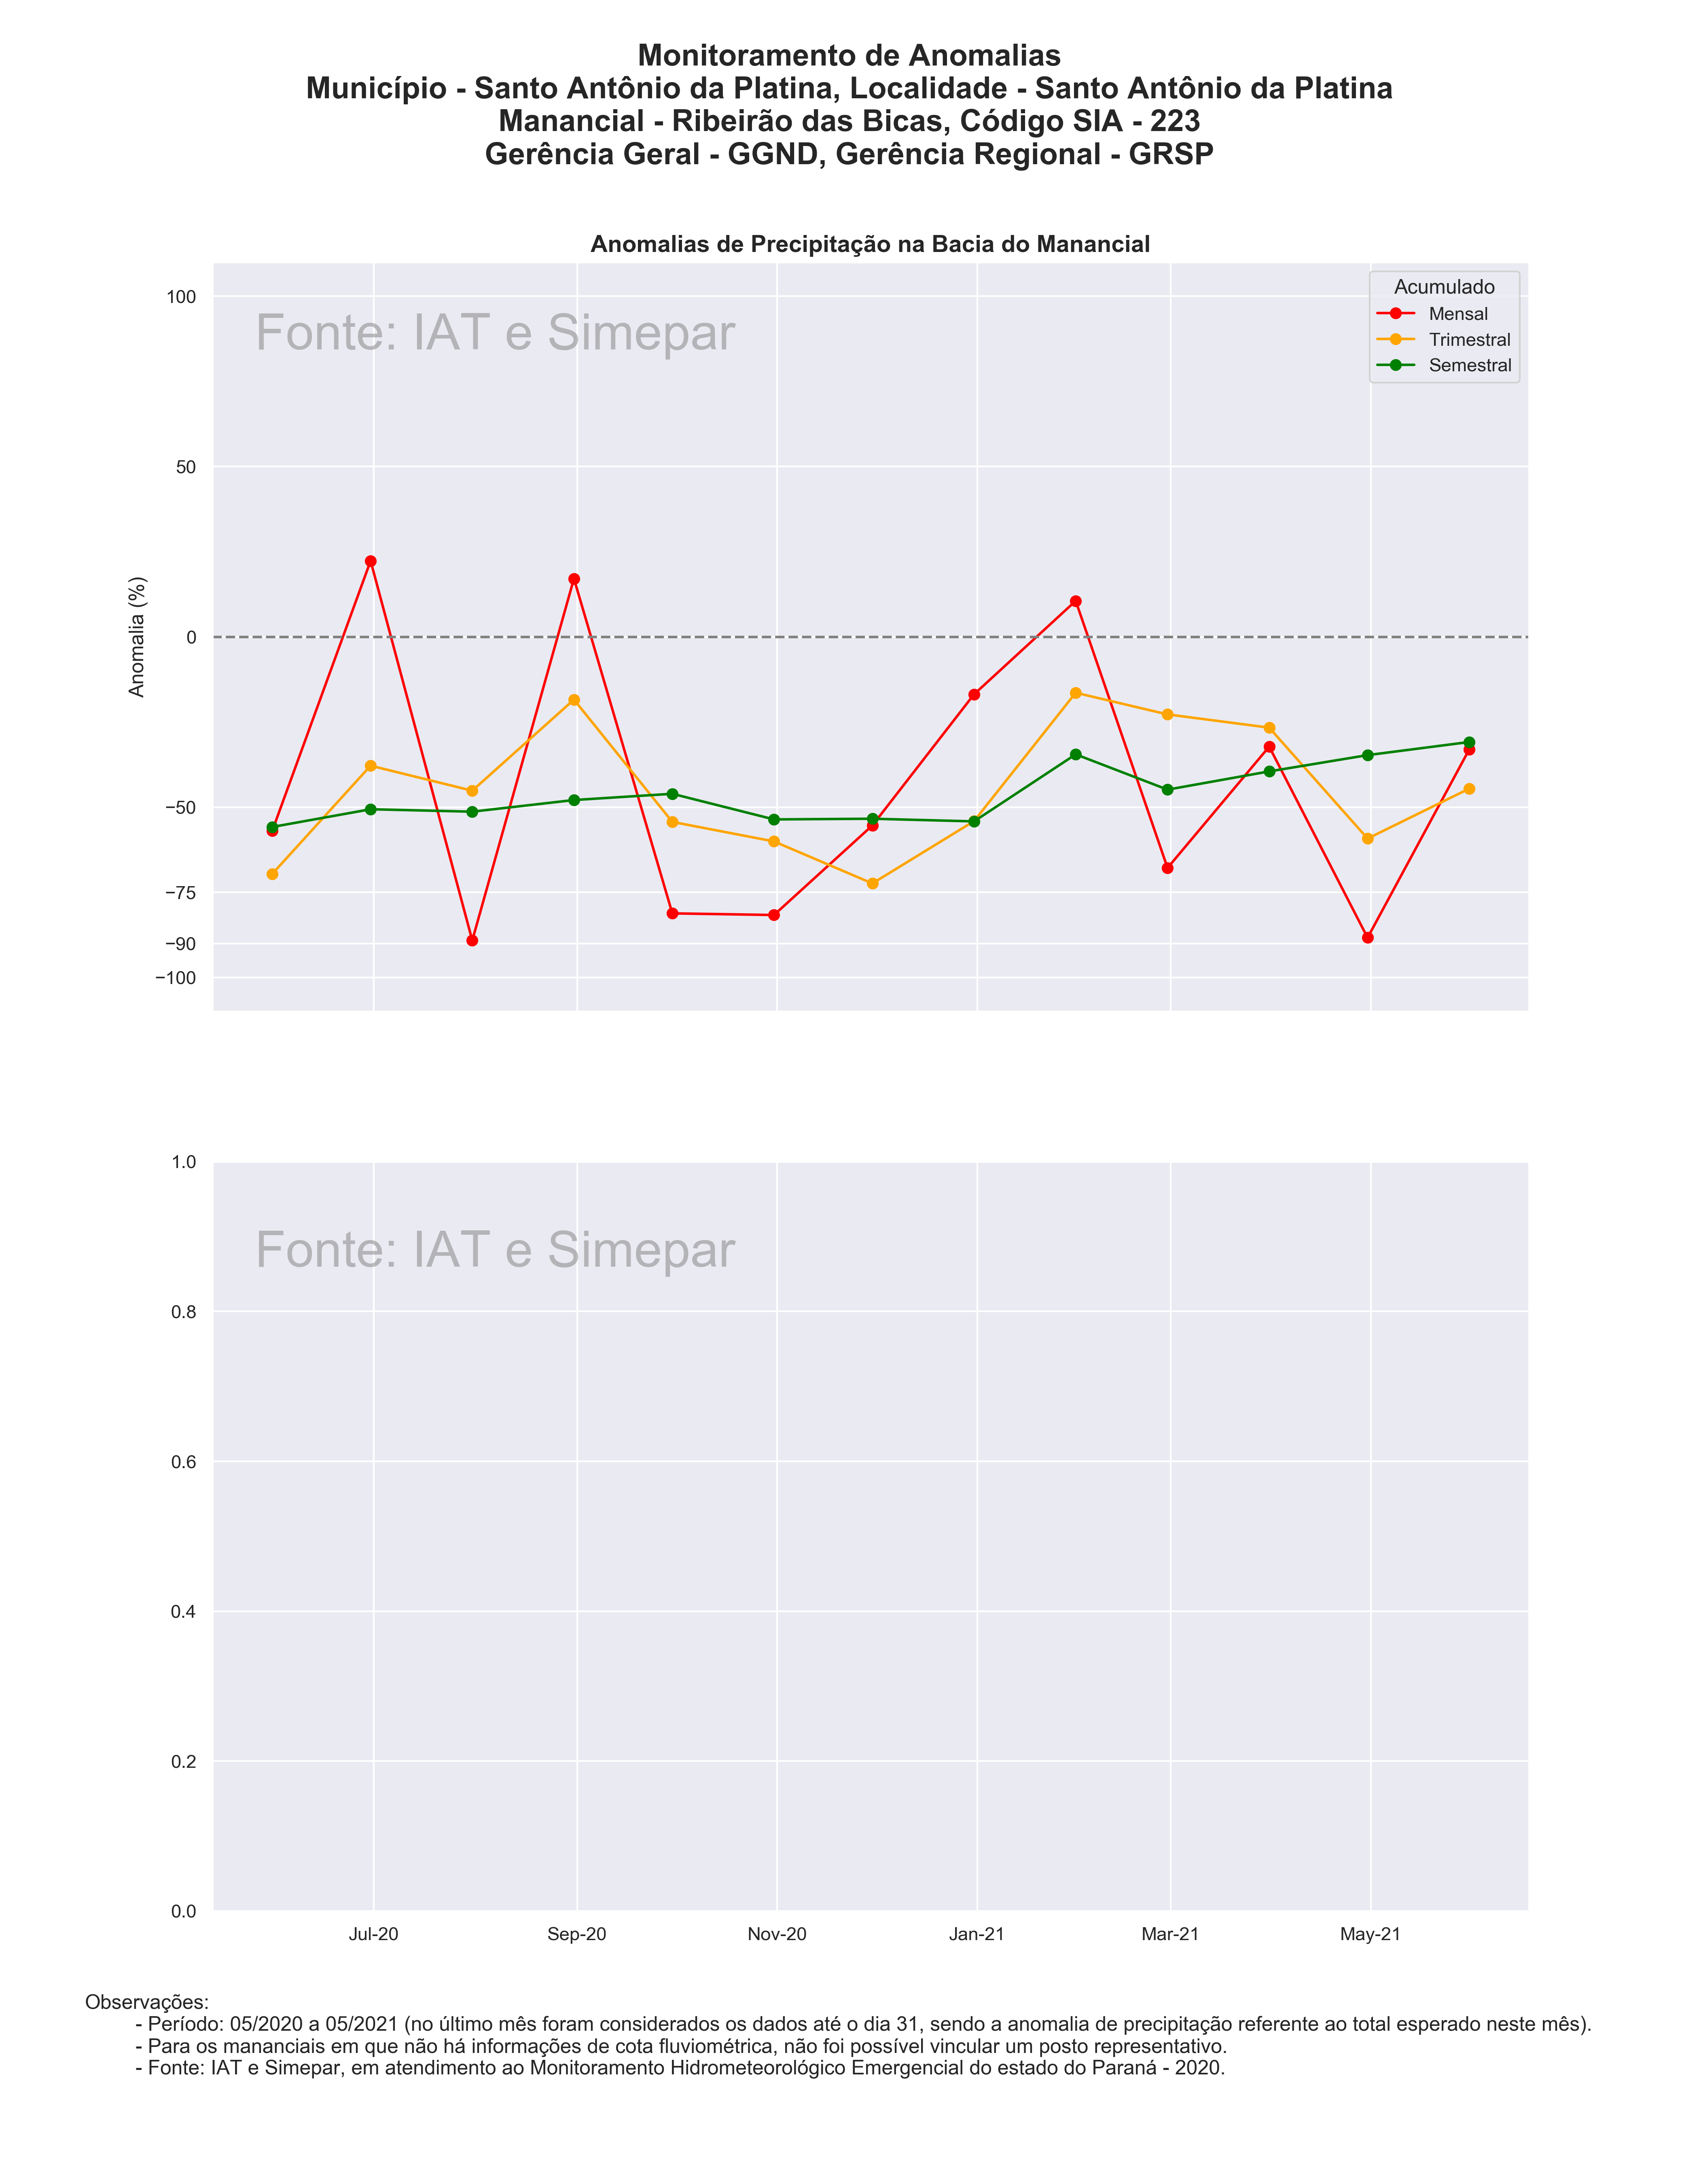 Monitoramento de Anomalias
Município - Santo Antônio da Platina, Localidade - Santo Antônio da Platina
Manancial - Ribeirão das Bicas, Código SIA - 223
Gerência Geral - GGND, Gerência Regional - GRSP
Anomalias de Precipitação na Bacia do Manancial
Fonte: IAT e Simepar
Acumulado
Mensal
Trimestral
Semestral
Anomalia (%)
100
50
0
−50
−75
−90
−100
Fonte: IAT e Simepar
1.0
0.8
0.6
0.4
0.2
0.0
Jul-20 Sep-20 Nov-20 Jan-21 Mar-21 May-21
Observações:
- Período: 05/2020 a 05/2021 (no último mês foram considerados os dados até o dia 31, sendo a anomalia de precipitação referente ao total esperado neste mês).
- Para os mananciais em que não há informações de cota fluviométrica, não foi possível vincular um posto representativo.
- Fonte: IAT e Simepar, em atendimento ao Monitoramento Hidrometeorológico Emergencial do estado do Paraná - 2020.